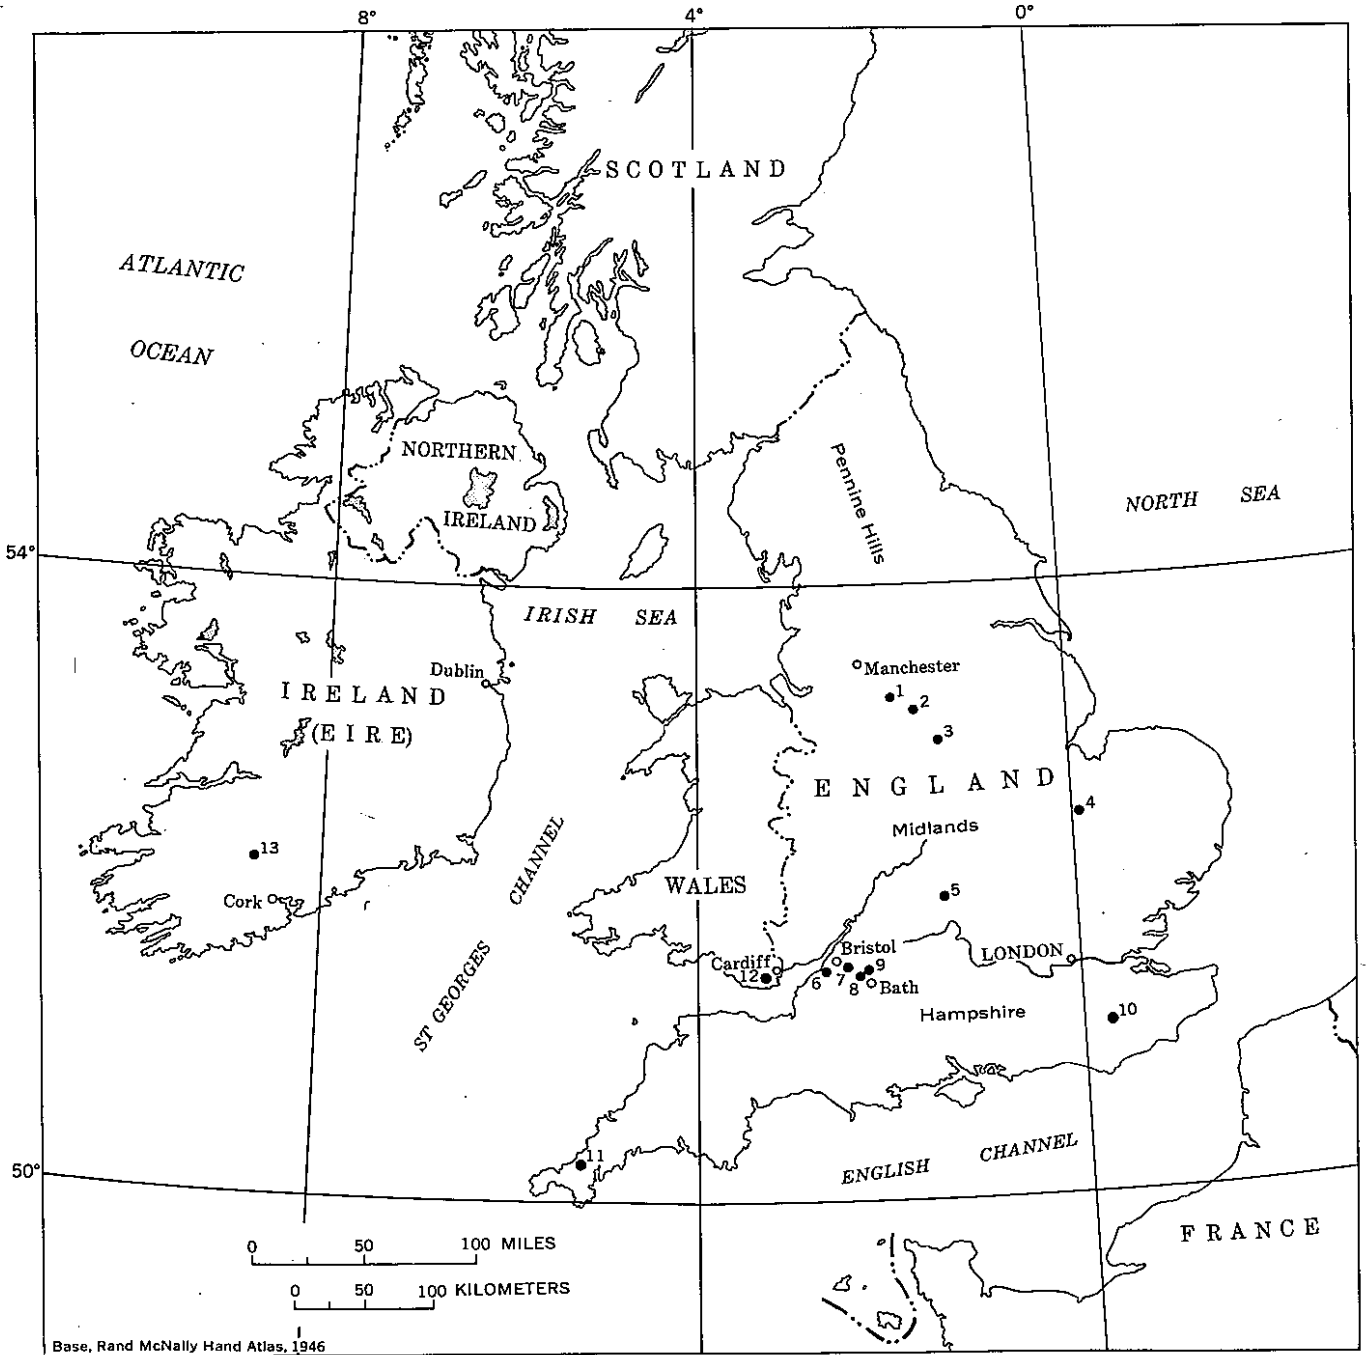 8°
4°
0°
SCOTLAND
ATLANTIC
OCEAN
NORTHERN
IRELAND
Pennine Hills
NORTH SEA
54°
IRISH SEA
Manchester
Dublin
1
2
IRELAND
(EIRE)
3
ENGLAND
4
Midlands
13
CHANNEL
WALES
5
Cork
ST GEORGES
Bristol
LONDON
Cardiff
12
9
6
7
8
Bath
Hampshire
10
11
50°
ENGLISH CHANNEL
FRANCE
0 50 100 MILES
0 50 100 KILOMETERS
Base, Rand McNally Hand Atlas, 1946